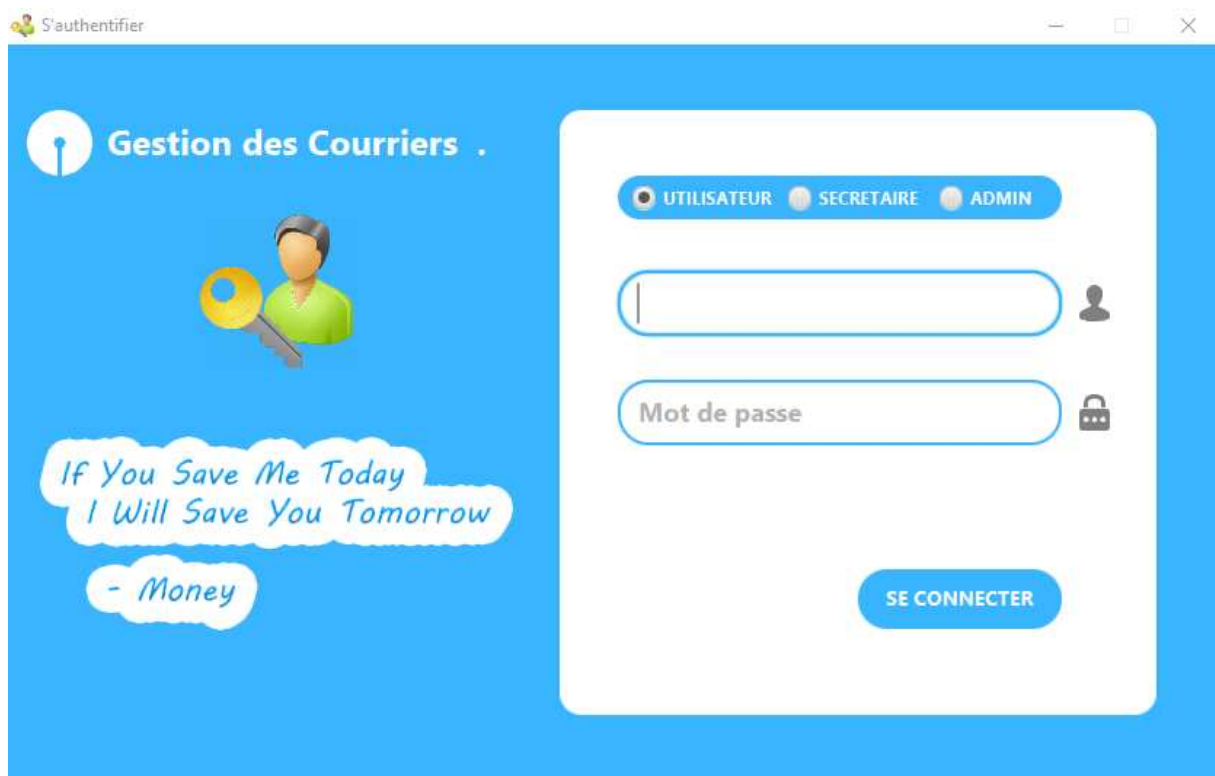 S'authentifier
Gestion des Courriers .
UTILISATEUR SECRETAIRE ADMIN
Mot de passe
If You Save Me Today
I Will Save You Tomorrow
- Money
SE CONNECTER